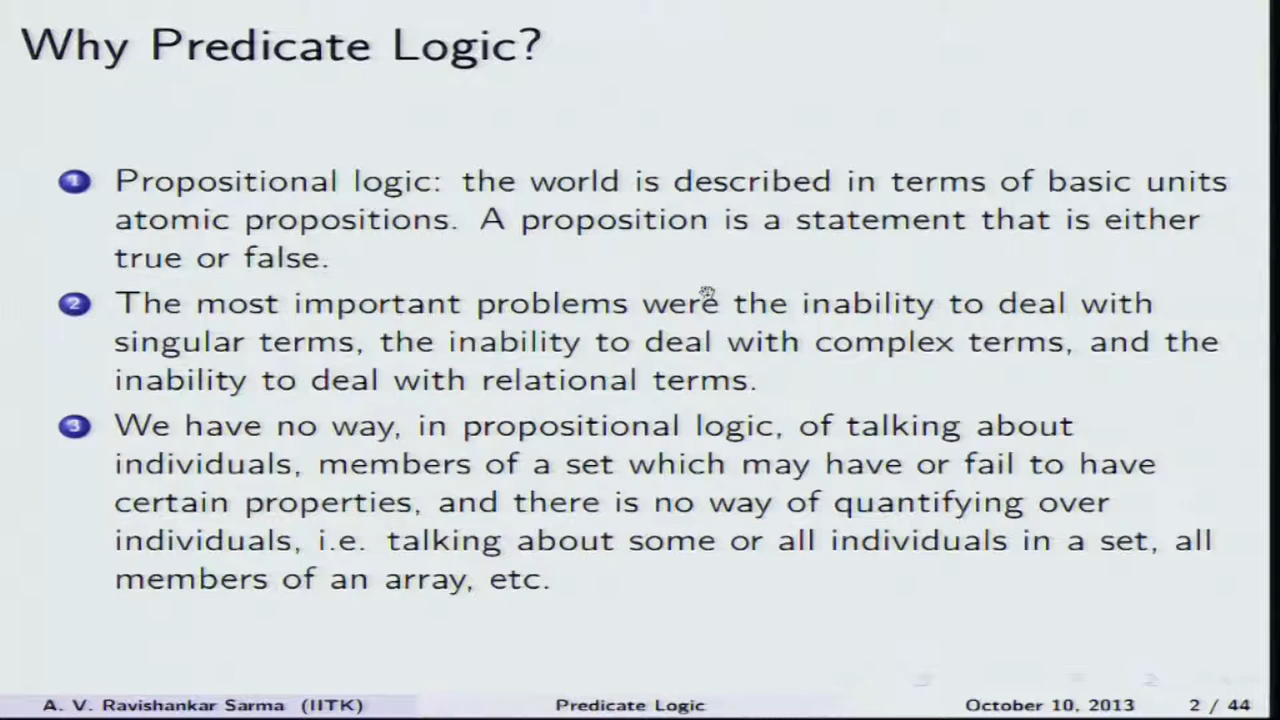 Why Predicate Logic?
1 Propositional logic: the world is described in terms of basic units
atomic propositions. A proposition is a statement that is either
true or false.
2 The most important problems were the inability to deal with
singular terms, the inability to deal with complex terms, and the
inability to deal with relational terms.
3 We have no way, in propositional logic, of talking about
individuals, members of a set which may have or fail to have
certain properties, and there is no way of quantifying over
individuals, i.e. talking about some or all individuals in a set, all
members of an array, etc.
A. V. Ravishankar Sarma (IITK) Predicate Logic October 10, 2013 2 / 44